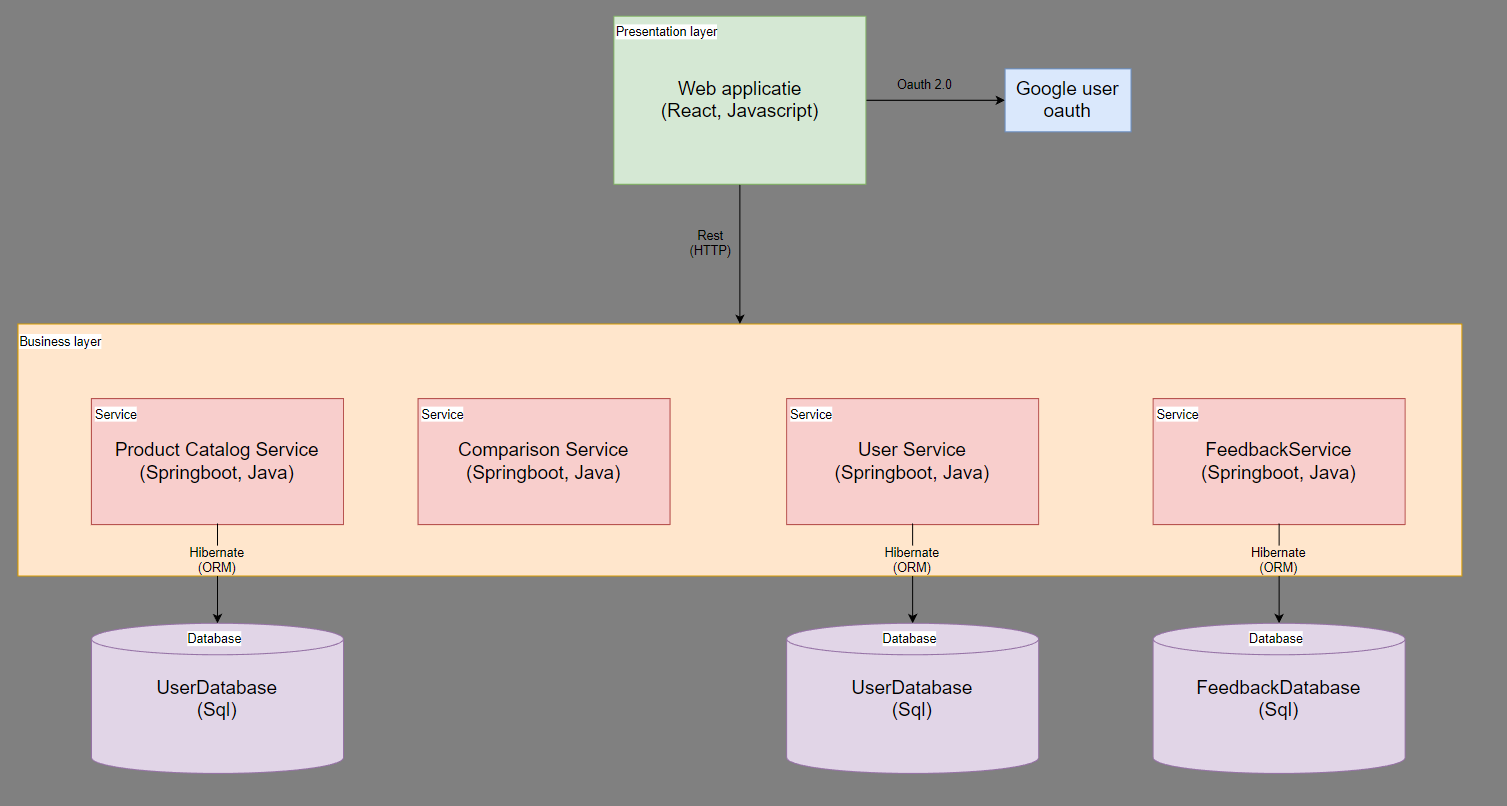 Presentation layer
Web applicatie
(React, Javascript)
Oauth 2.0
Google user
oauth
Rest
(HTTP)
Business layer
Service
Product Catalog Service
(Springboot, Java)
Service
Comparison Service
(Springboot, Java)
Service
User Service
(Springboot, Java)
Service
FeedbackService
(Springboot, Java)
Hibernate
(ORM)
Hibernate
(ORM)
Hibernate
(ORM)
Database
UserDatabase
(Sql)
Database
UserDatabase
(Sql)
Database
FeedbackDatabase
(Sql)